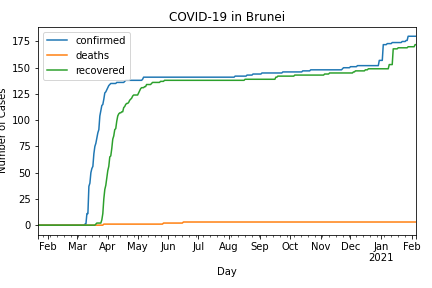 COVID-19 in Brunei
confirmed
deaths
recovered
175
150
125
100
75
50
25
0
Number of Cases
Feb Mar Apr May Jun Jul Aug Sep Oct Nov Dec Jan Feb
2021
Day